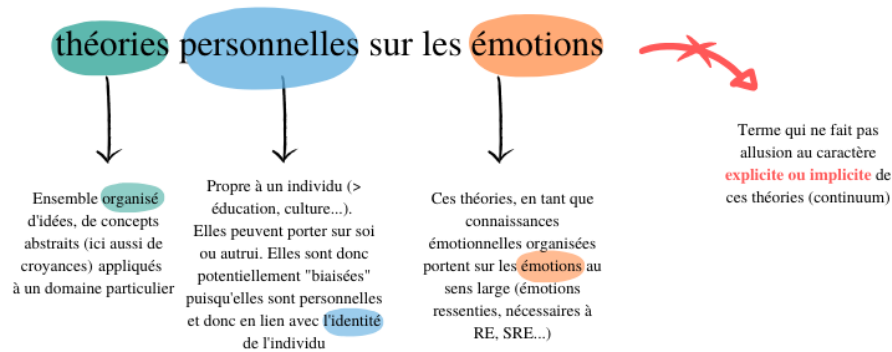 théories personnelles sur les émotions
Ensemble organisé
d'idées, de concepts
abstraits (ici aussi de
croyances) appliqués
à un domaine particulier
Propre à un individu (>
éducation, culture...).
Elles peuvent porter sur soi
ou autrui. Elles sont donc
potentiellement "biaisées"
puisqu'elles sont personnelles
et donc en lien avec l'identité
de l'individu
Ces théories, en tant que
connaissances
émotionnelles organisées
portent sur les émotions au
sens large (émotions
ressenties, nécessaires à
RE, SRE...)
Terme qui ne fait pas
allusion au caractère
explicite ou implicite de
ces théories (continuum)